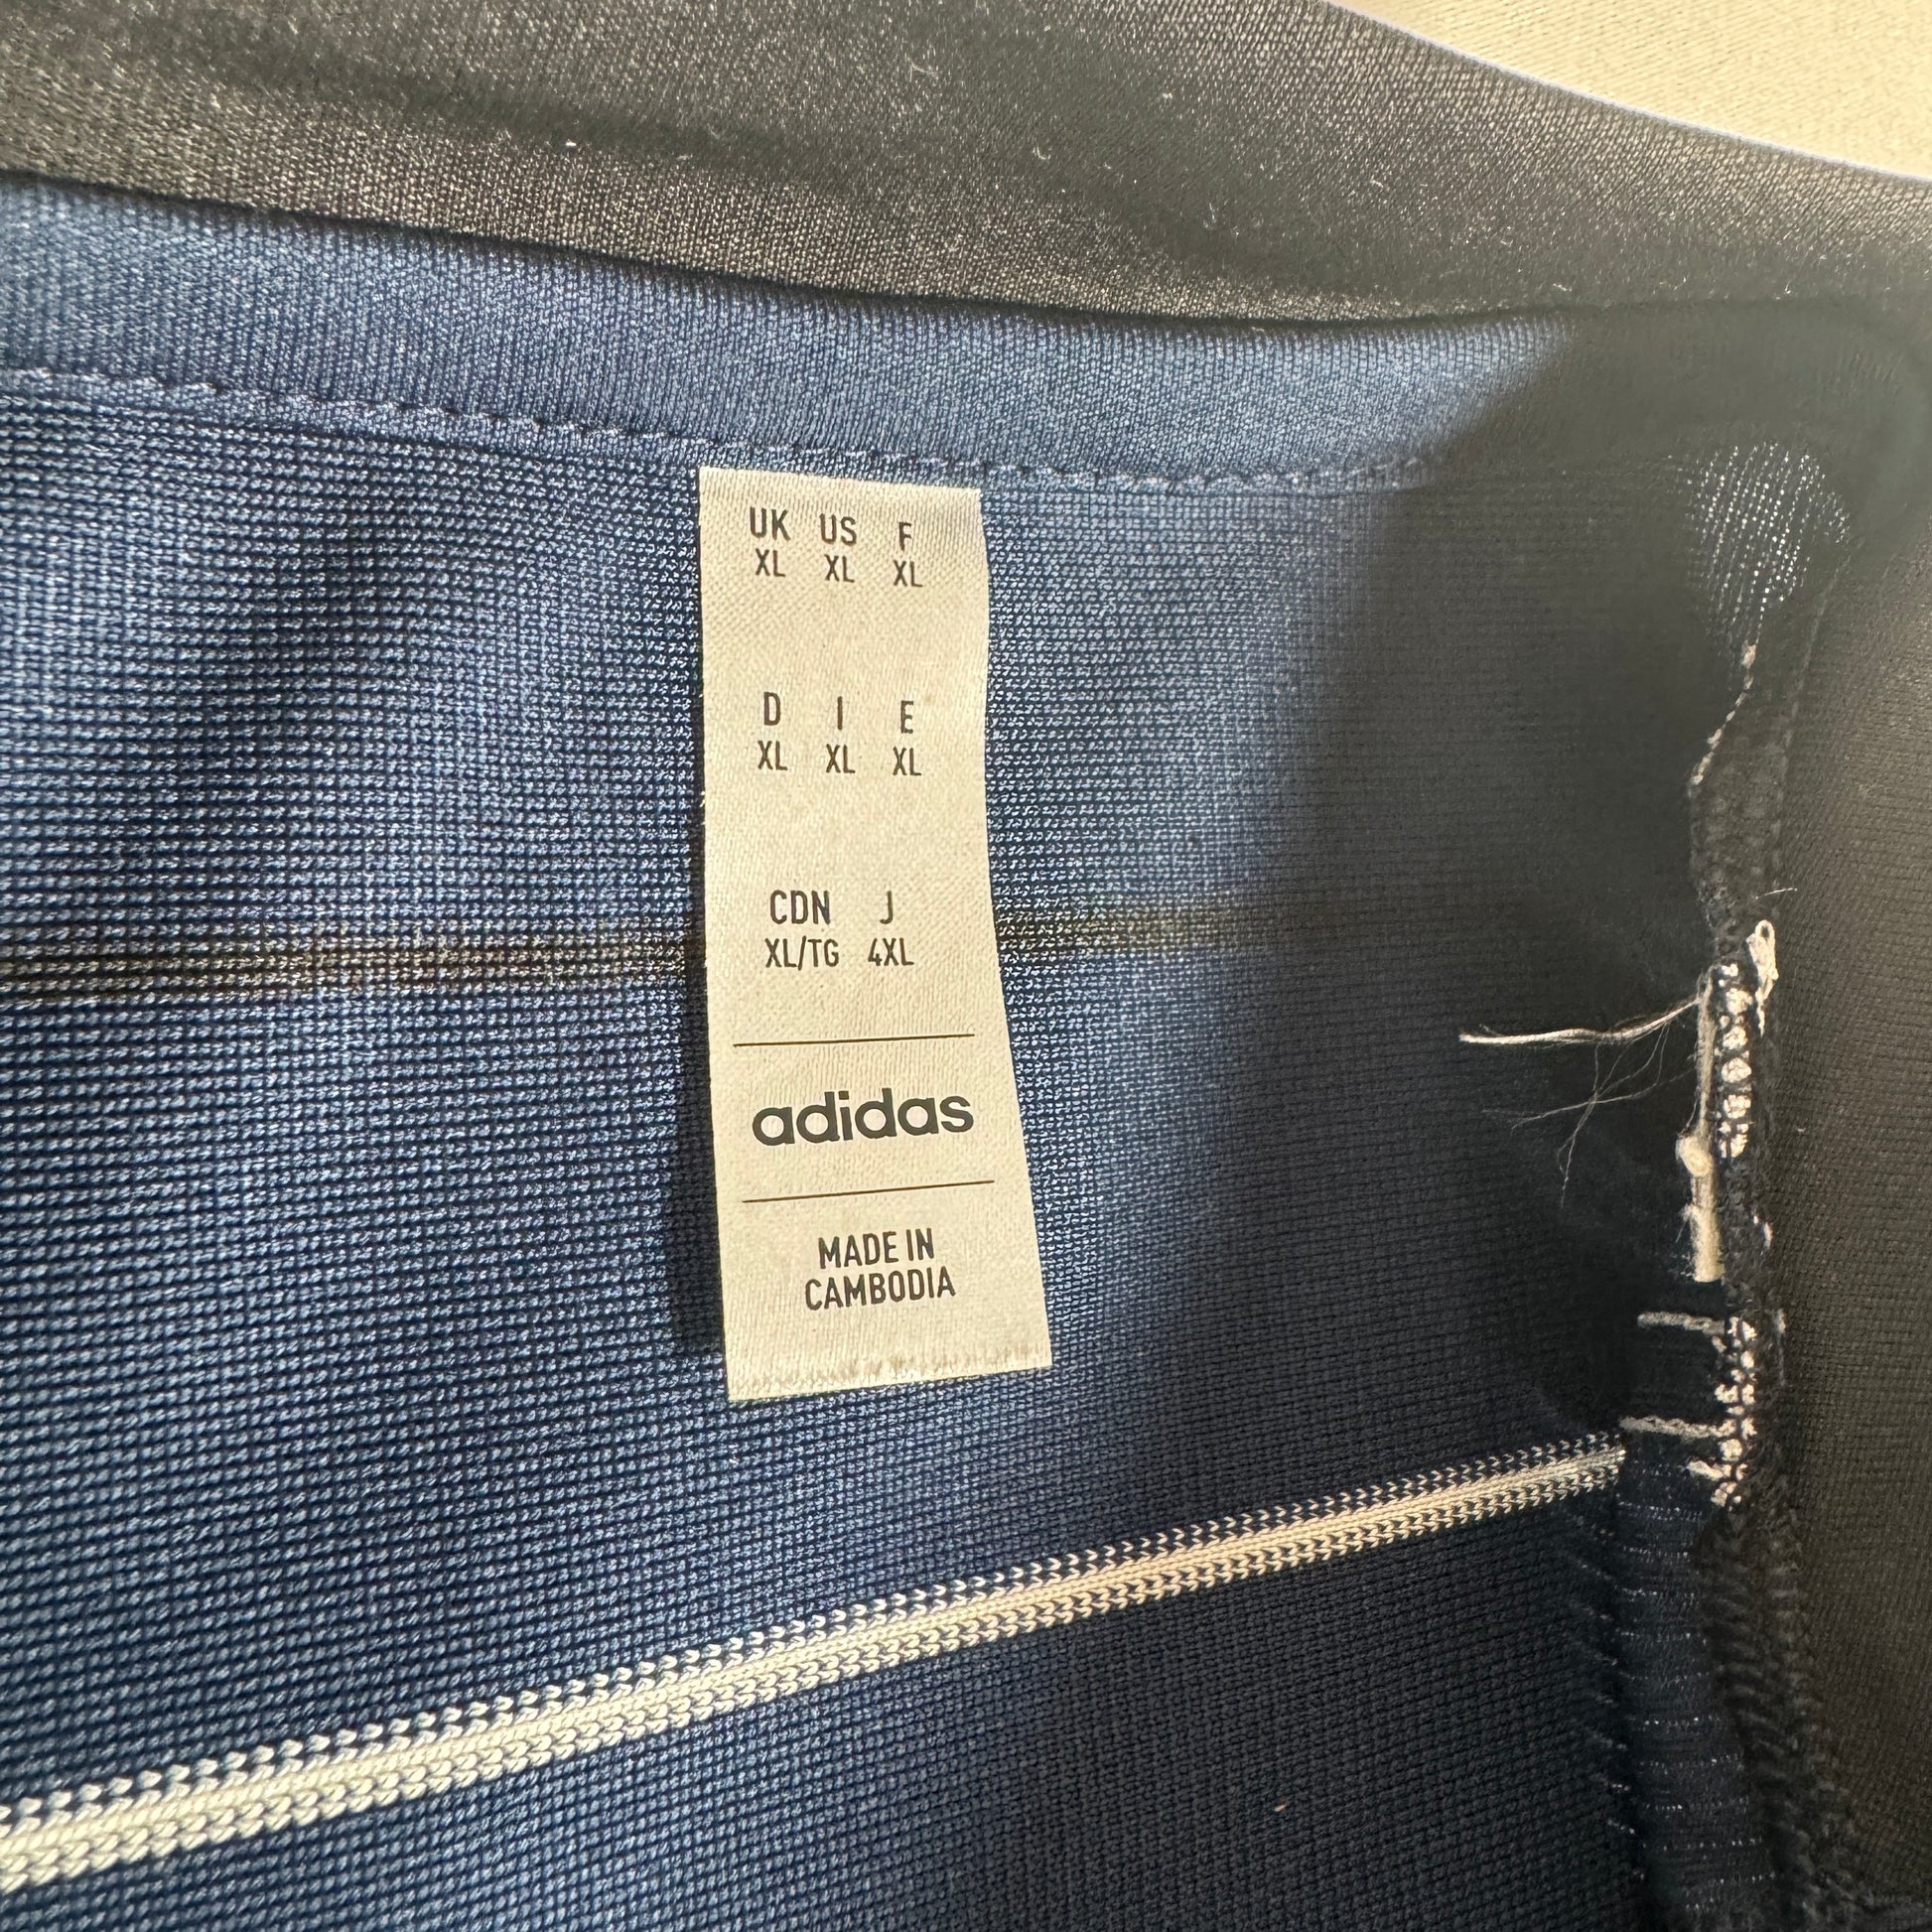 UK US F
XL XL XL
D I E
XL XL XL
CDN J
XL/TG 4XL
adidas
MADE IN
CAMBODIA